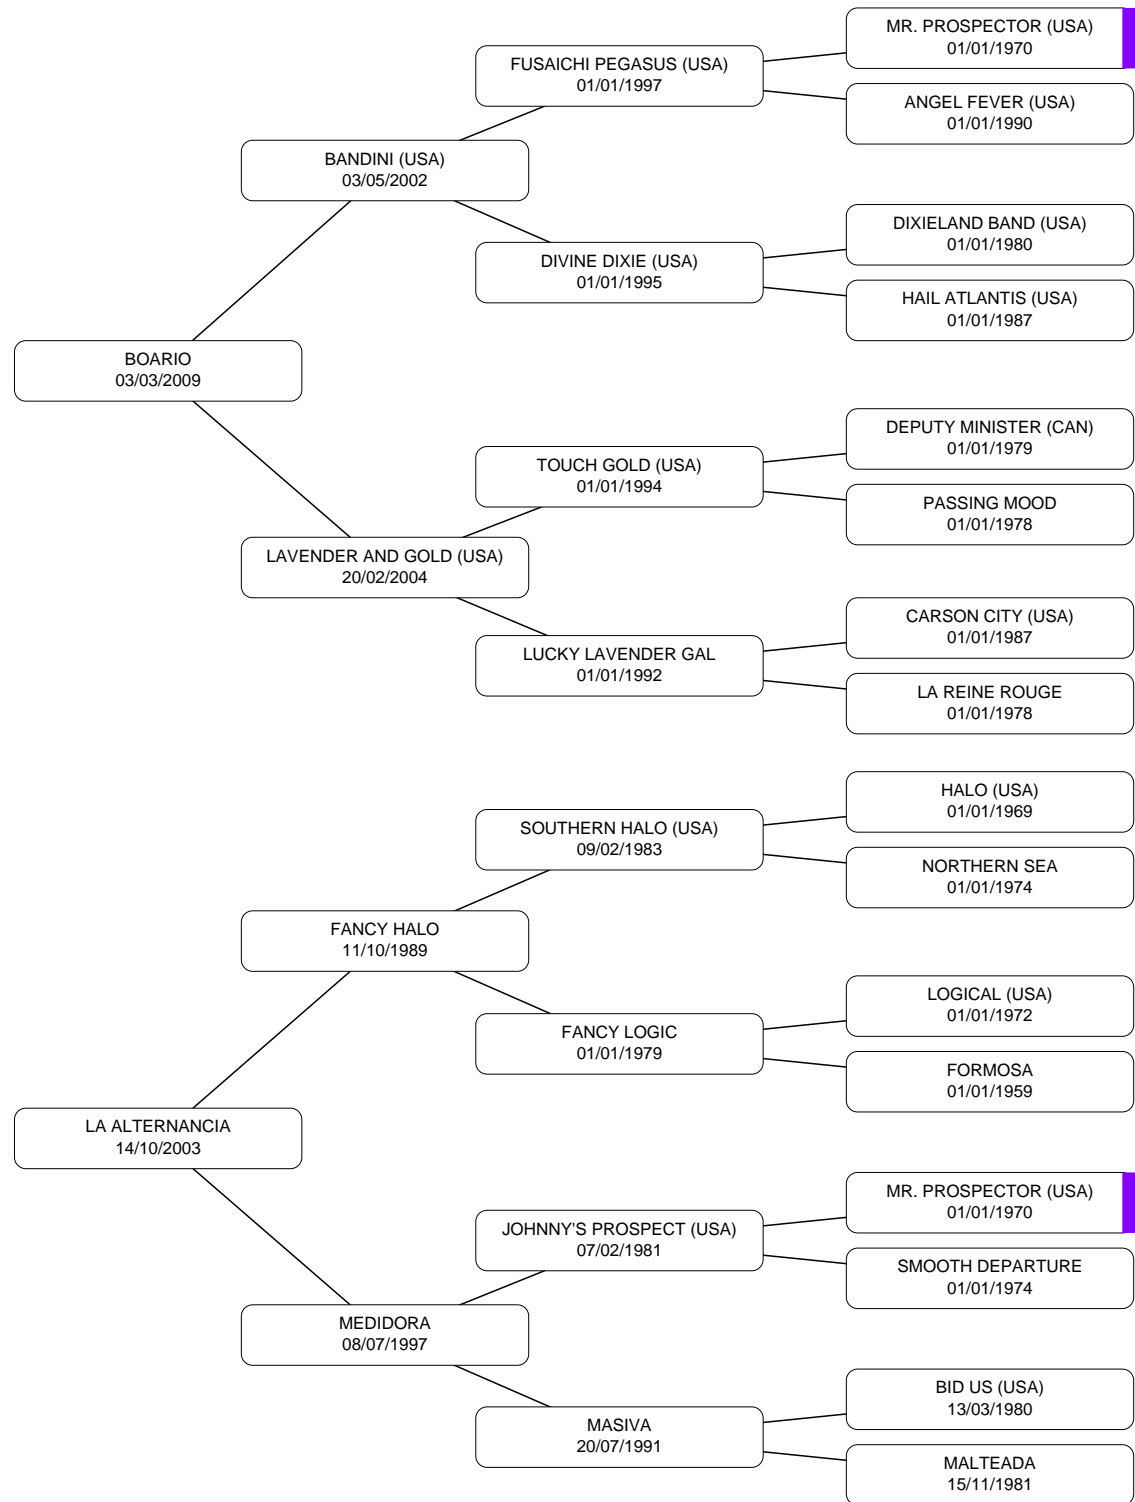 MR. PROSPECTOR (USA)
01/01/1970
FUSAICHI PEGASUS (USA)
01/01/1997
ANGEL FEVER (USA)
01/01/1990
BANDINI (USA)
03/05/2002
DIXIELAND BAND (USA)
01/01/1980
DIVINE DIXIE (USA)
01/01/1995
HAIL ATLANTIS (USA)
01/01/1987
BOARIO
03/03/2009
DEPUTY MINISTER (CAN)
01/01/1979
TOUCH GOLD (USA)
01/01/1994
PASSING MOOD
01/01/1978
LAVENDER AND GOLD (USA)
20/02/2004
CARSON CITY (USA)
01/01/1987
LUCKY LAVENDER GAL
01/01/1992
LA REINE ROUGE
01/01/1978
HALO (USA)
01/01/1969
SOUTHERN HALO (USA)
09/02/1983
NORTHERN SEA
01/01/1974
FANCY HALO
11/10/1989
LOGICAL (USA)
01/01/1972
FANCY LOGIC
01/01/1979
FORMOSA
01/01/1959
LA ALTERNANCIA
14/10/2003
MR. PROSPECTOR (USA)
01/01/1970
JOHNNY'S PROSPECT (USA)
07/02/1981
SMOOTH DEPARTURE
01/01/1974
MEDIDORA
08/07/1997
BID US (USA)
13/03/1980
MASIVA
20/07/1991
MALTEADA
15/11/1981